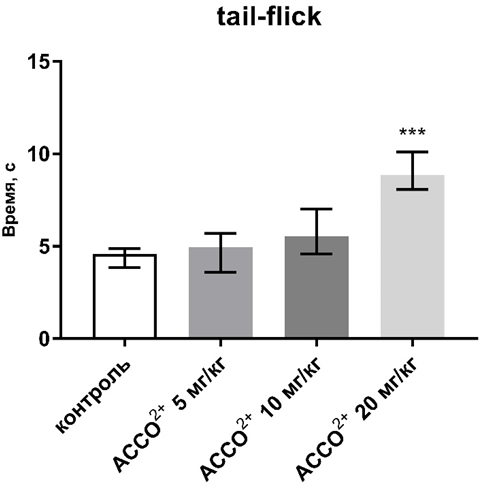 tail-flick
Время, с
15
10
5
0
***
контроль
АССО²⁺ 5 мг/кг
АССО²⁺ 10 мг/кг
АССО²⁺ 20 мг/кг